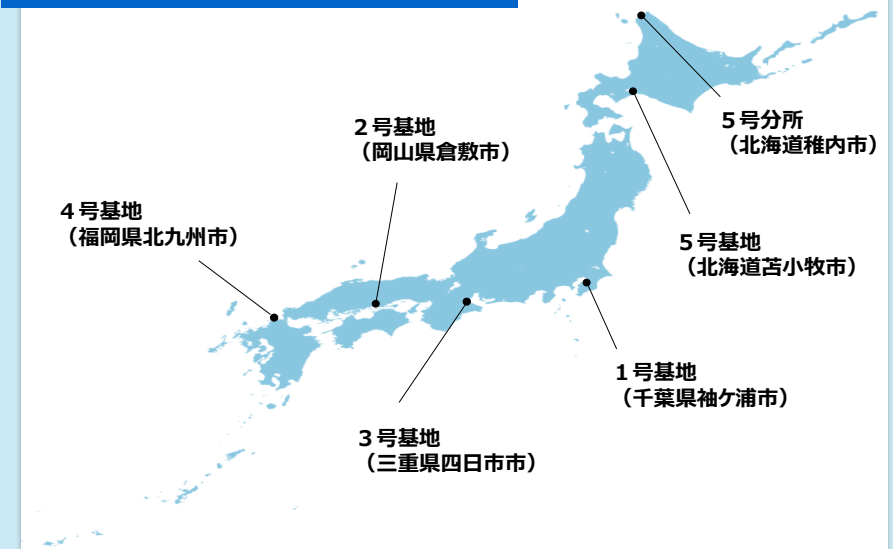 ５号分所
（北海道稚内市）
２号基地
（岡山県倉敷市）
４号基地
（福岡県北九州市）
５号基地
（北海道苫小牧市）
１号基地
（千葉県袖ケ浦市）
３号基地
（三重県四日市市）